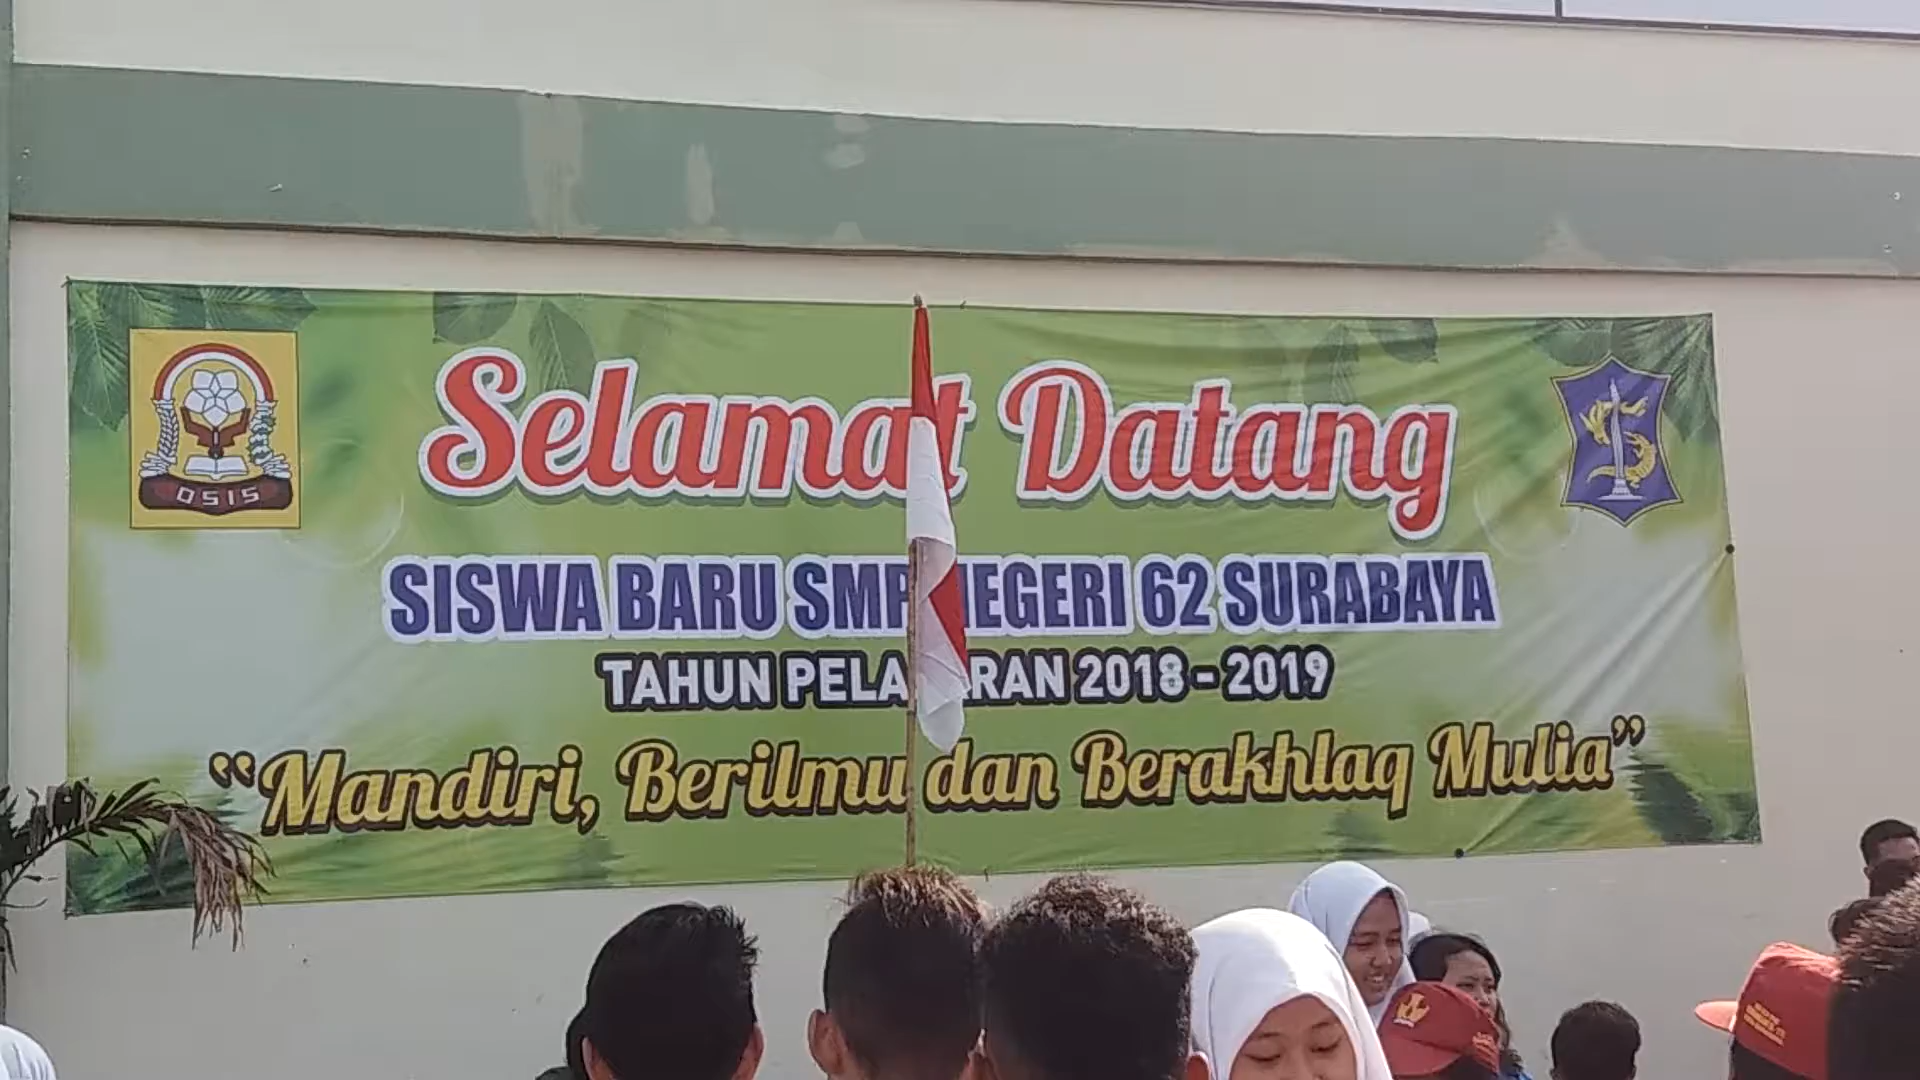 OSIS
Selamat Datang
SISWA BARU SMP NEGERI 62 SURABAYA
TAHUN PELAJARAN 2018 - 2019
“Mandiri, Berilmu dan Berakhlaq Mulia”